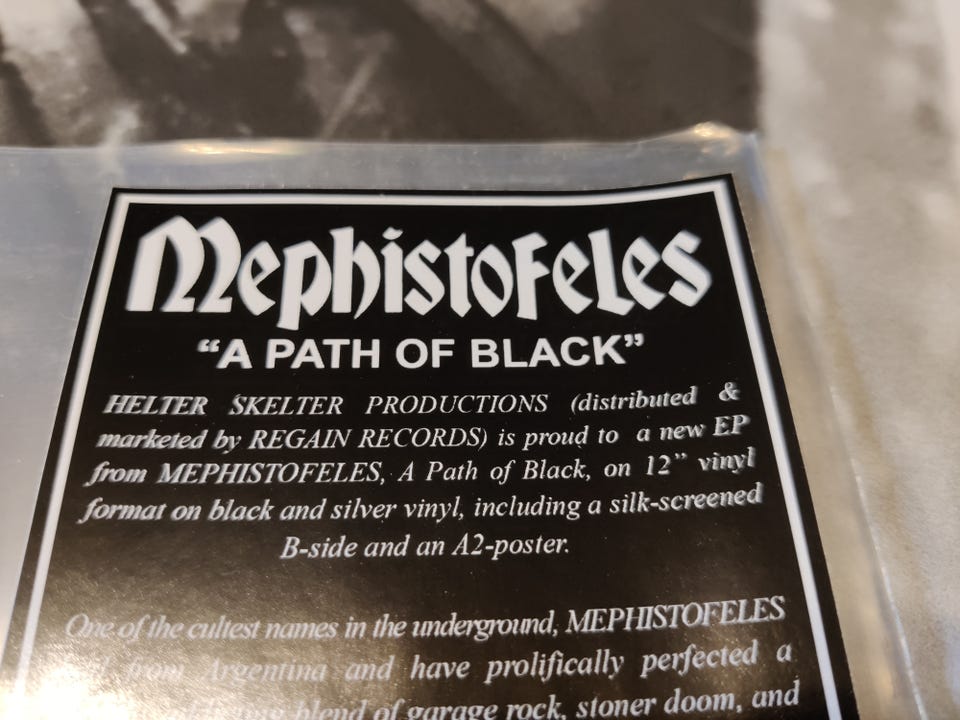 Mephistofeles
“A PATH OF BLACK”
HELTER SKELTER PRODUCTIONS (distributed &
marketed by REGAIN RECORDS) is proud to a new EP
from MEPHISTOFELES, A Path of Black, on 12” vinyl
format on black and silver vinyl, including a silk-screened
B-side and an A2-poster.
One of the cultest names in the underground, MEPHISTOFELES
from Argentina and have prolifically perfected a
blend of garage rock, stoner doom, and